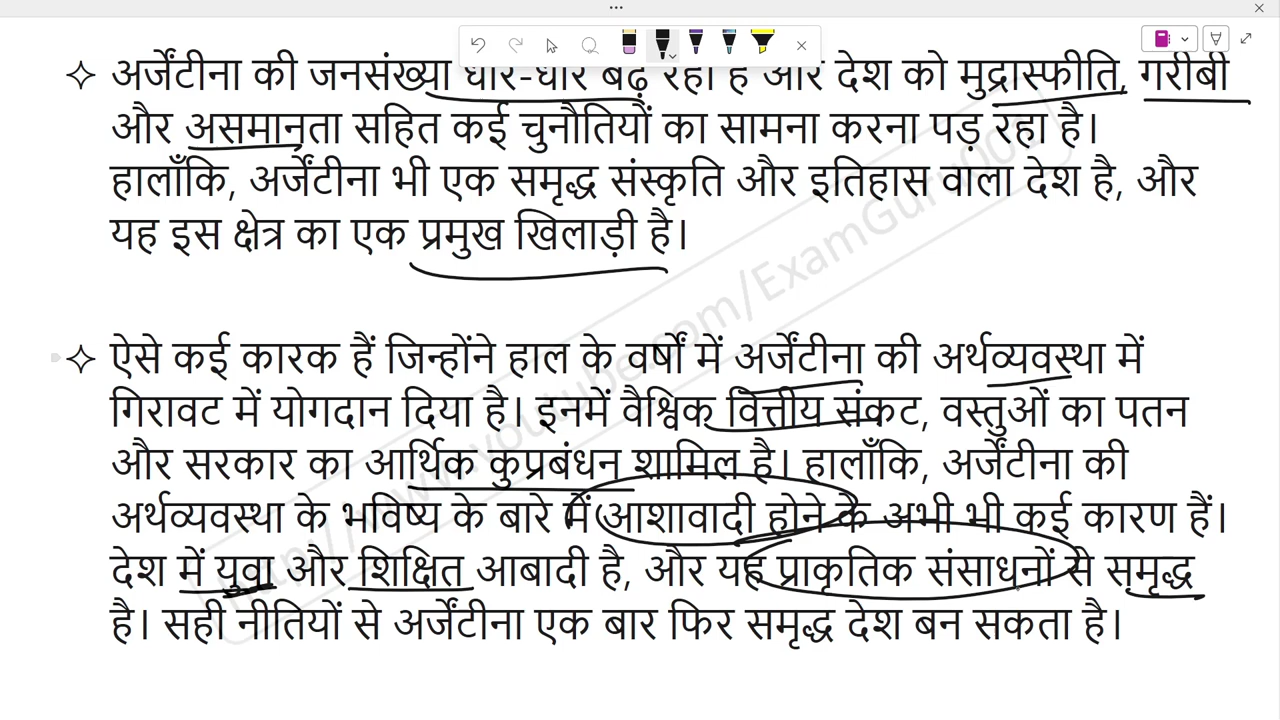 अर्जेंटीना की जनसंख्या धीरे-धीरे बढ़ रही है और देश को मुद्रास्फीति, गरीबी
और असमानता सहित कई चुनौतियों का सामना करना पड़ रहा है।
हालाँकि, अर्जेंटीना भी एक समृद्ध संस्कृति और इतिहास वाला देश है, और
यह इस क्षेत्र का एक प्रमुख खिलाड़ी है।
ऐसे कई कारक हैं जिन्होंने हाल के वर्षों में अर्जेंटीना की अर्थव्यवस्था में
गिरावट में योगदान दिया है। इनमें वैश्विक वित्तीय संकट, वस्तुओं का पतन
और सरकार का आर्थिक कुप्रबंधन शामिल है। हालाँकि, अर्जेंटीना की
अर्थव्यवस्था के भविष्य के बारे में आशावादी होने के अभी भी कई कारण हैं।
देश में युवा और शिक्षित आबादी है, और यह प्राकृतिक संसाधनों से समृद्ध
है। सही नीतियों से अर्जेंटीना एक बार फिर समृद्ध देश बन सकता है।